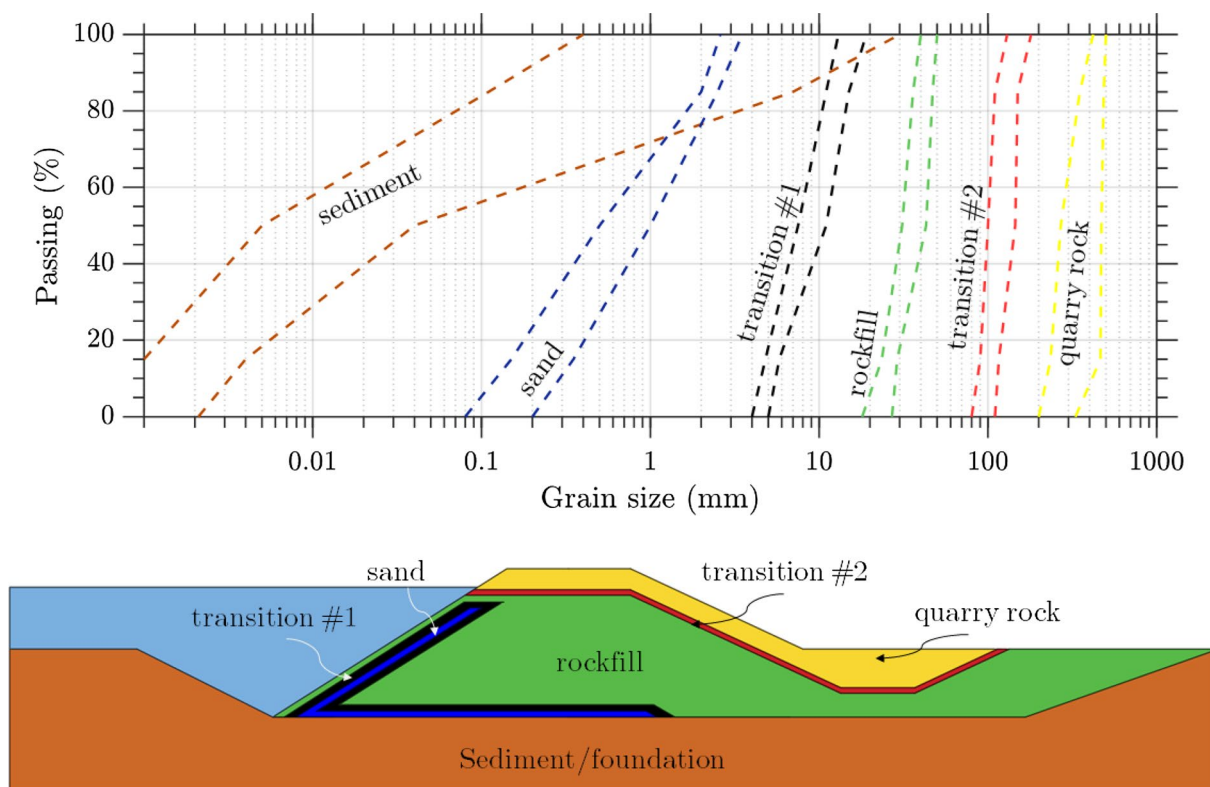 100
80
60
40
20
0
Passing (%)
sediment
sand
transition #1
rockfill
transition #2
quarry rock
0.01 0.1 1 10 100 1000
Grain size (mm)
sand
transition #2
transition #1
quarry rock
rockfill
Sediment/foundation